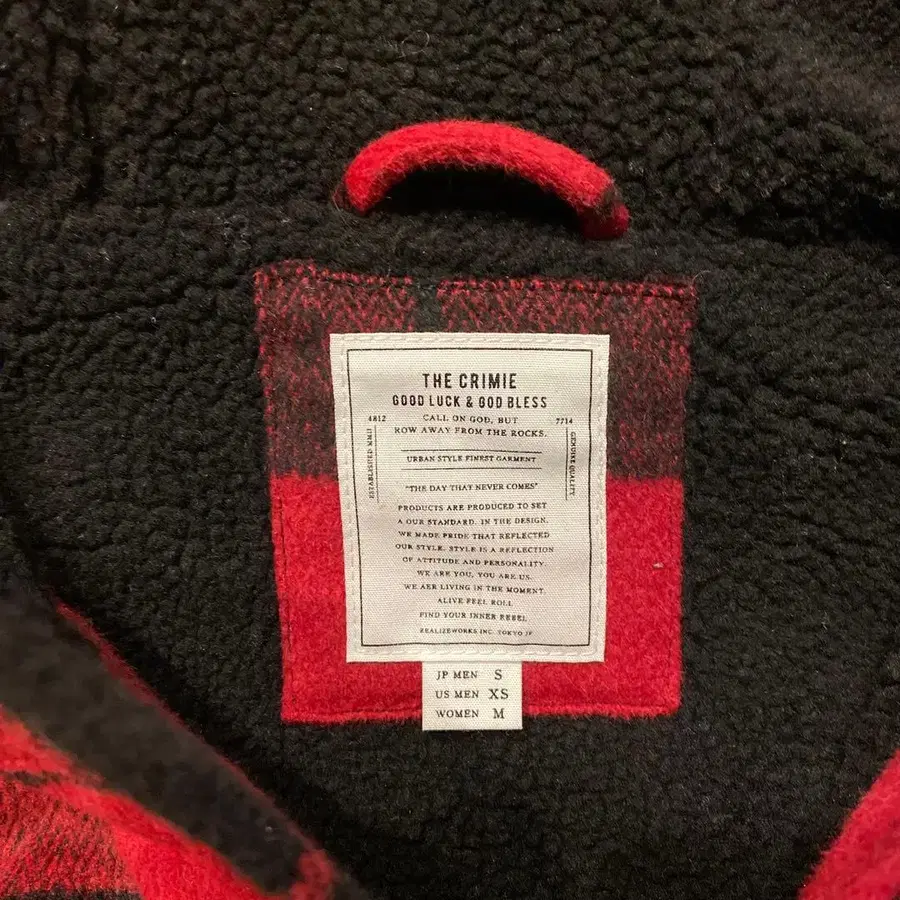 THE CRIMIE
GOOD LUCK & GOD BLESS
4812
CALL ON GOD, BUT
7714
ROW AWAY FROM THE ROCKS.
ESTABLISHED MMII
GENUINE QUALITY
URBAN STYLE FINEST GARMENT
"THE DAY THAT NEVER COMES"
PRODUCTS ARE PRODUCED TO SET
A OUR STANDARD. IN THE DESIGN,
WE MADE PRIDE THAT REFLECTED
OUR STYLE. STYLE IS A REFLECTION
OF ATTITUDE AND PERSONALITY.
WE ARE YOU, YOU ARE US.
WE AER LIVING IN THE MOMENT.
ALIVE FEEL ROLL
FIND YOUR INNER REBEL
REALIZEWORKS INC. TOKYO JP
JP MEN S
US MEN XS
WOMEN M